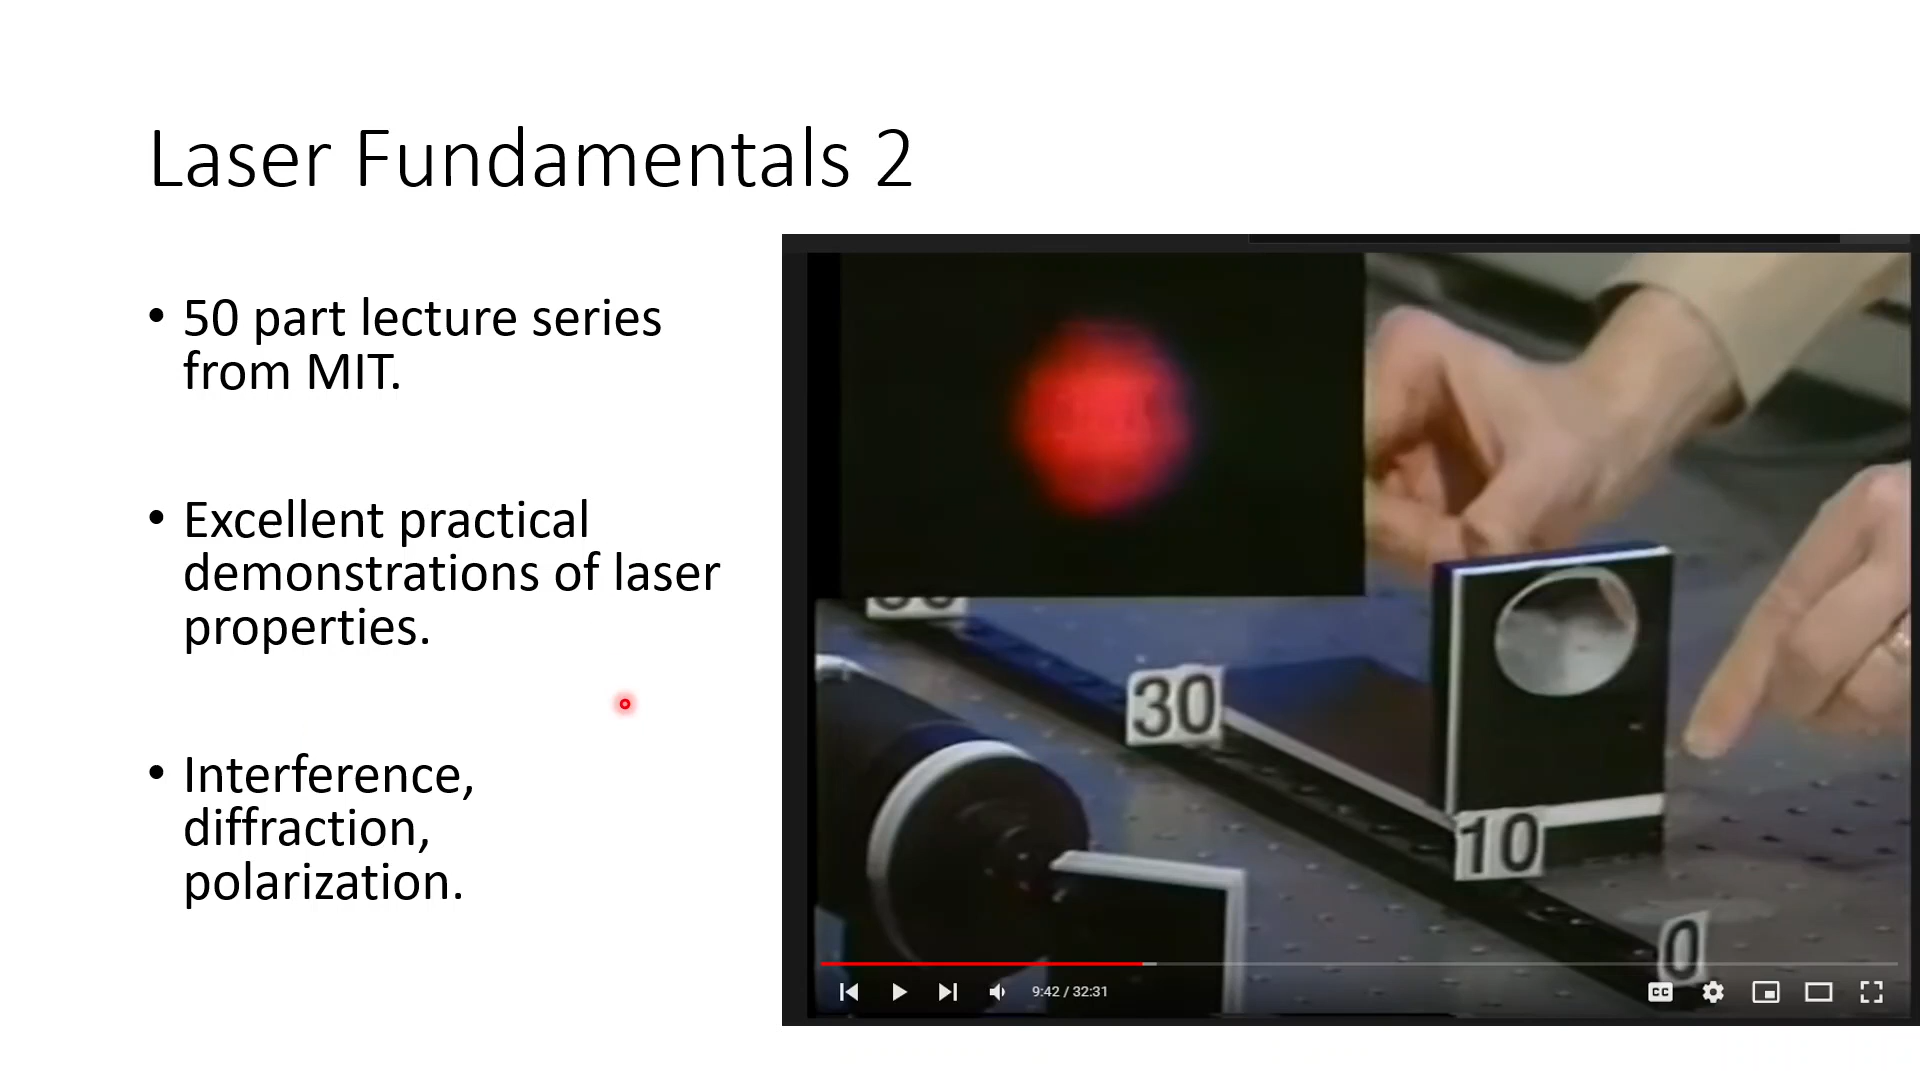 Laser Fundamentals 2
• 50 part lecture series
from MIT.
• Excellent practical
demonstrations of laser
properties.
• Interference,
diffraction,
polarization.
30
10
0
9:42 / 32:31
CC